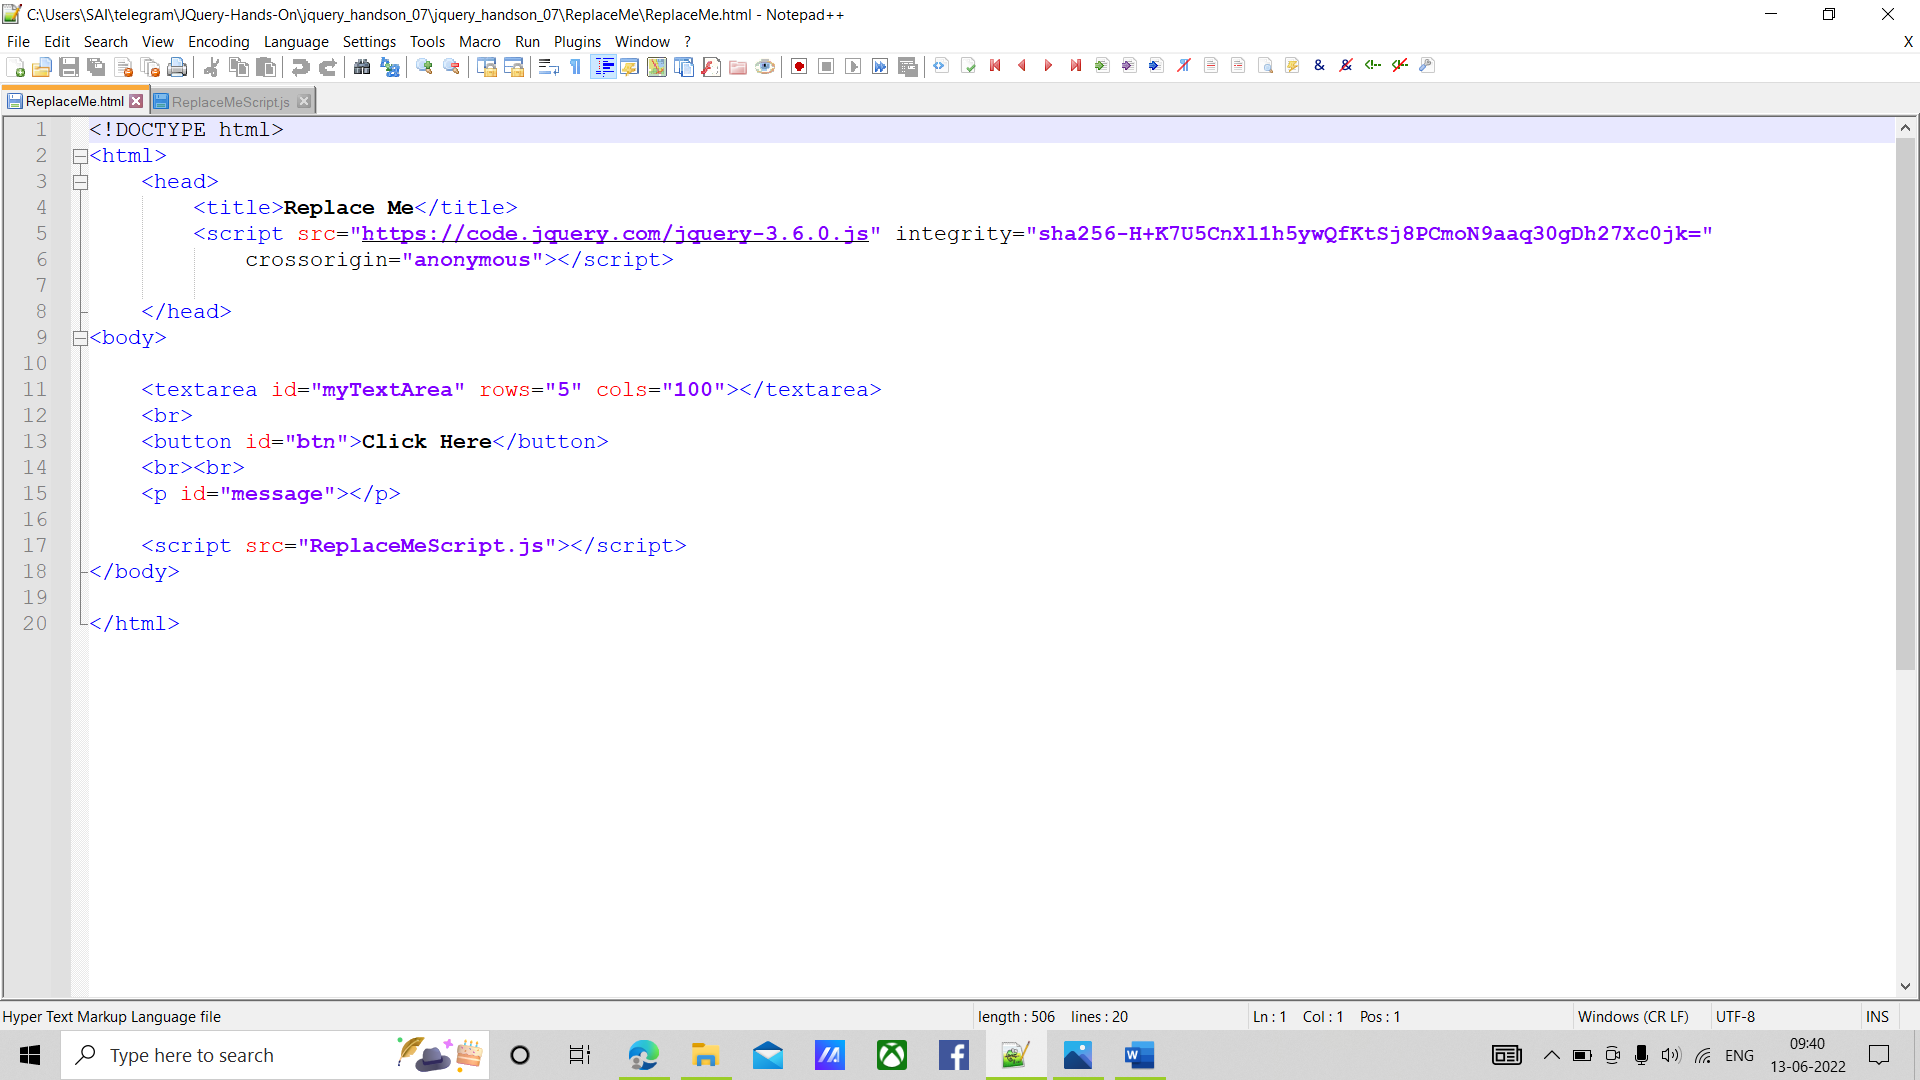 C:\Users\SAI\telegram\JQuery-Hands-On\jquery_handson_07\jquery_handson_07\ReplaceMe\ReplaceMe.html - Notepad++
File Edit Search View Encoding Language Settings Tools Macro Run Plugins Window ? X
ReplaceMe.html ReplaceMeScript.js
1 <!DOCTYPE html>
2 <html>
3 <head>
4 <title>Replace Me</title>
5 <script src="https://code.jquery.com/jquery-3.6.0.js" integrity="sha256-H+K7U5CnXl1h5ywQfKtSj8PCmoN9aaq30gDh27Xc0jk="
6 crossorigin="anonymous"></script>
7
8 </head>
9 <body>
10
11 <textarea id="myTextArea" rows="5" cols="100"></textarea>
12 <br>
13 <button id="btn">Click Here</button>
14 <br><br>
15 <p id="message"></p>
16
17 <script src="ReplaceMeScript.js"></script>
18 </body>
19
20 </html>
Hyper Text Markup Language file length : 506 lines : 20 Ln : 1 Col : 1 Pos : 1 Windows (CR LF) UTF-8 INS
Type here to search ENG 09:40
13-06-2022